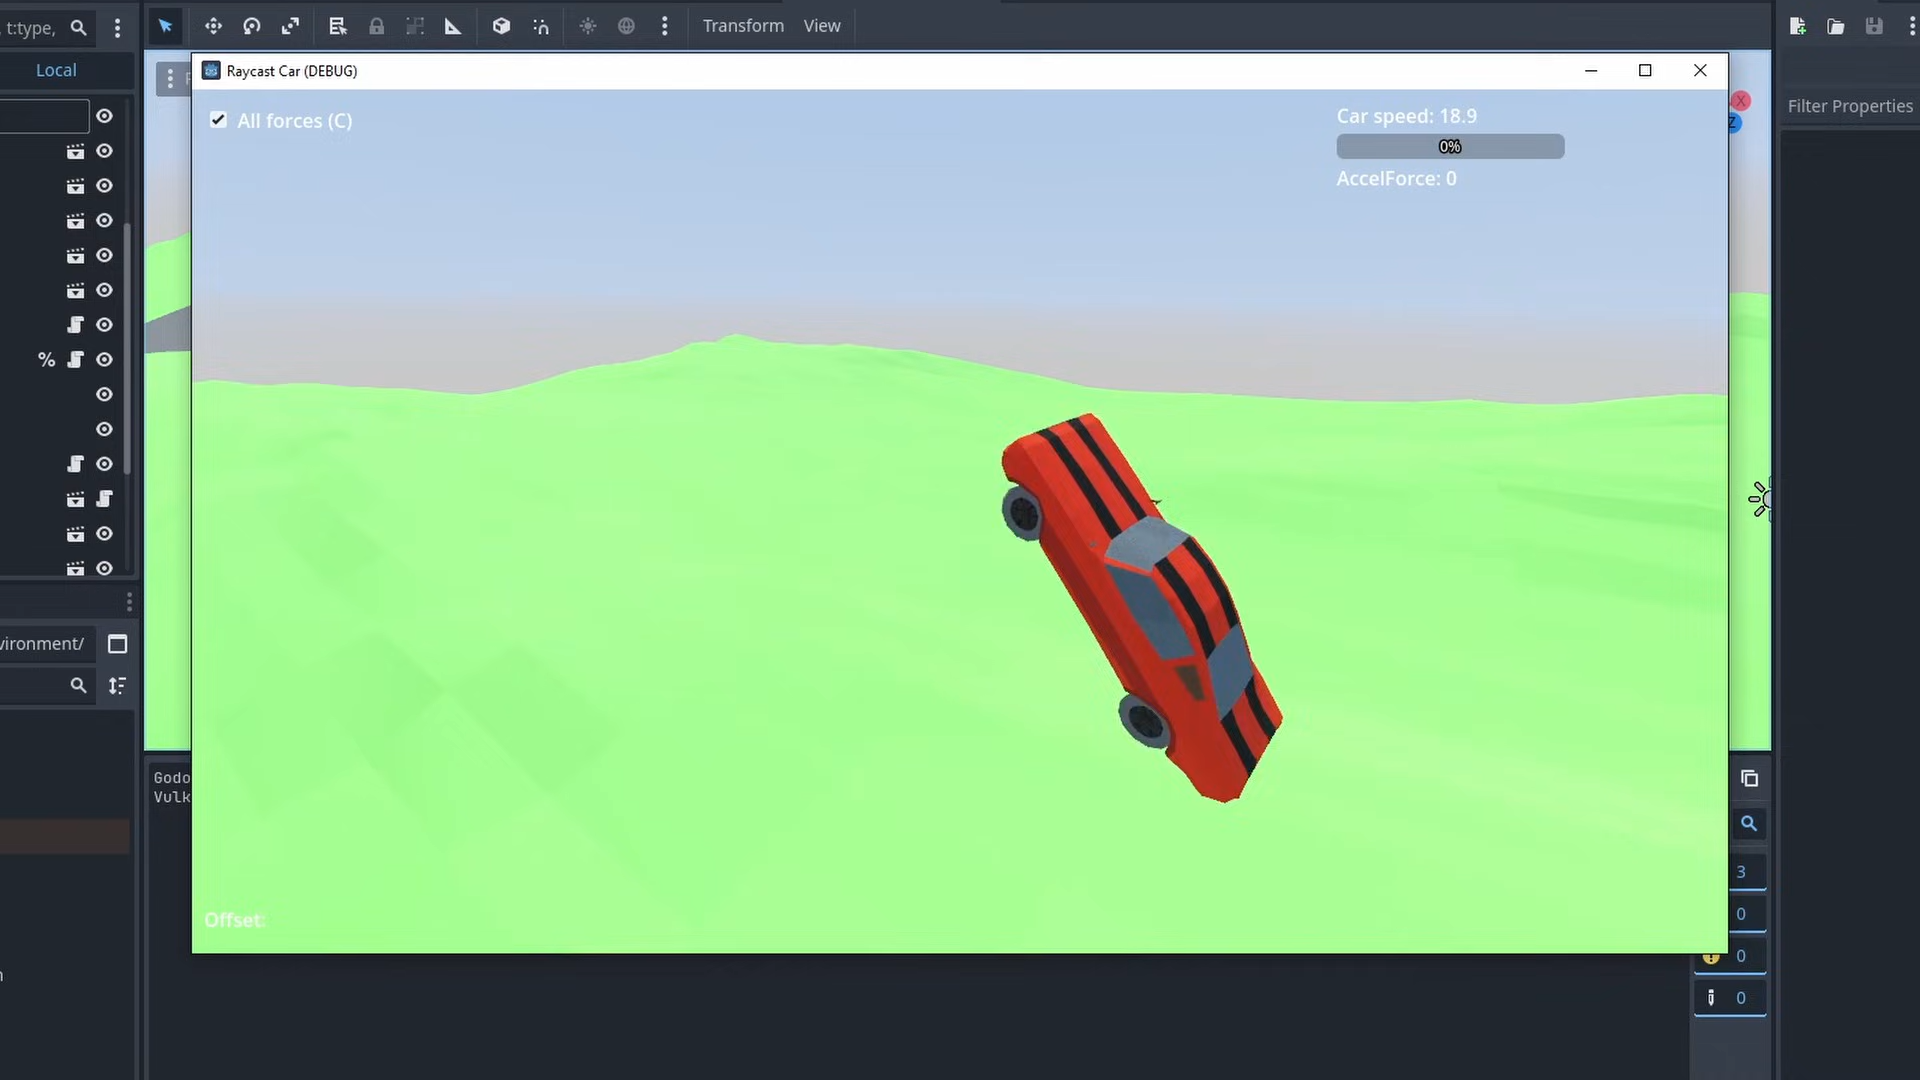 t:type,
Transform
View
Local
Raycast Car (DEBUG)
All forces (C)
Car speed: 18.9
0%
AccelForce: 0
X
Z
Filter Properties
%
vironment/
Godo
Vulk
Offset:
3
0
0
0